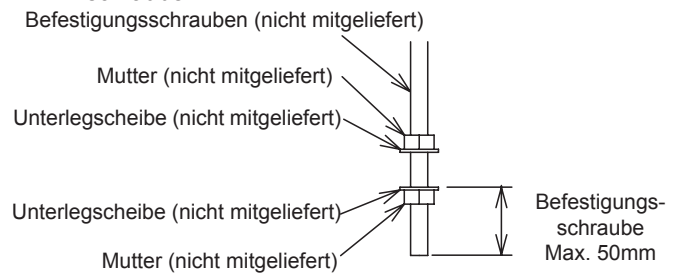 Befestigungsschrauben (nicht mitgeliefert)
Mutter (nicht mitgeliefert)
Unterlegscheibe (nicht mitgeliefert)
Unterlegscheibe (nicht mitgeliefert)
Mutter (nicht mitgeliefert)
Befestigungs-
schraube
Max. 50mm